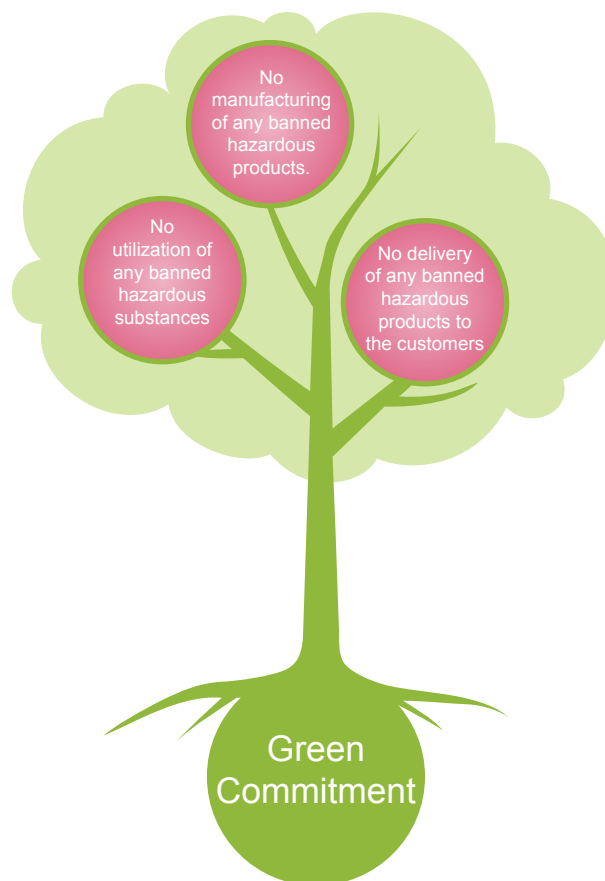 No
manufacturing
of any banned
hazardous
products.
No
utilization of
any banned
hazardous
substances
No delivery
of any banned
hazardous
products to
the customers
Green
Commitment